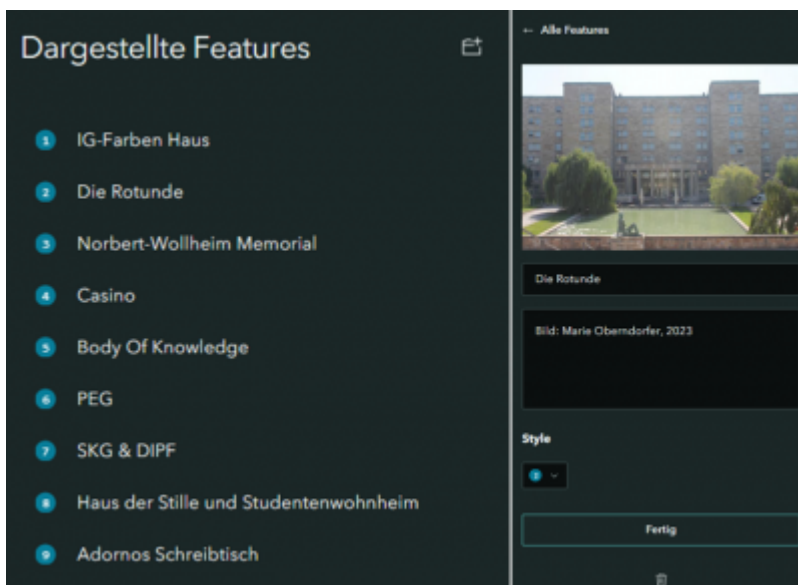 Dargestellte Features
1 IG-Farben Haus
2 Die Rotunde
3 Norbert-Wollheim Memorial
4 Casino
5 Body Of Knowledge
6 PEG
7 SKG & DIPF
8 Haus der Stille und Studentenwohnheim
9 Adornos Schreibtisch
← Alle Features
Die Rotunde
Bild: Marie Oberndorfer, 2023
Style
2
Fertig